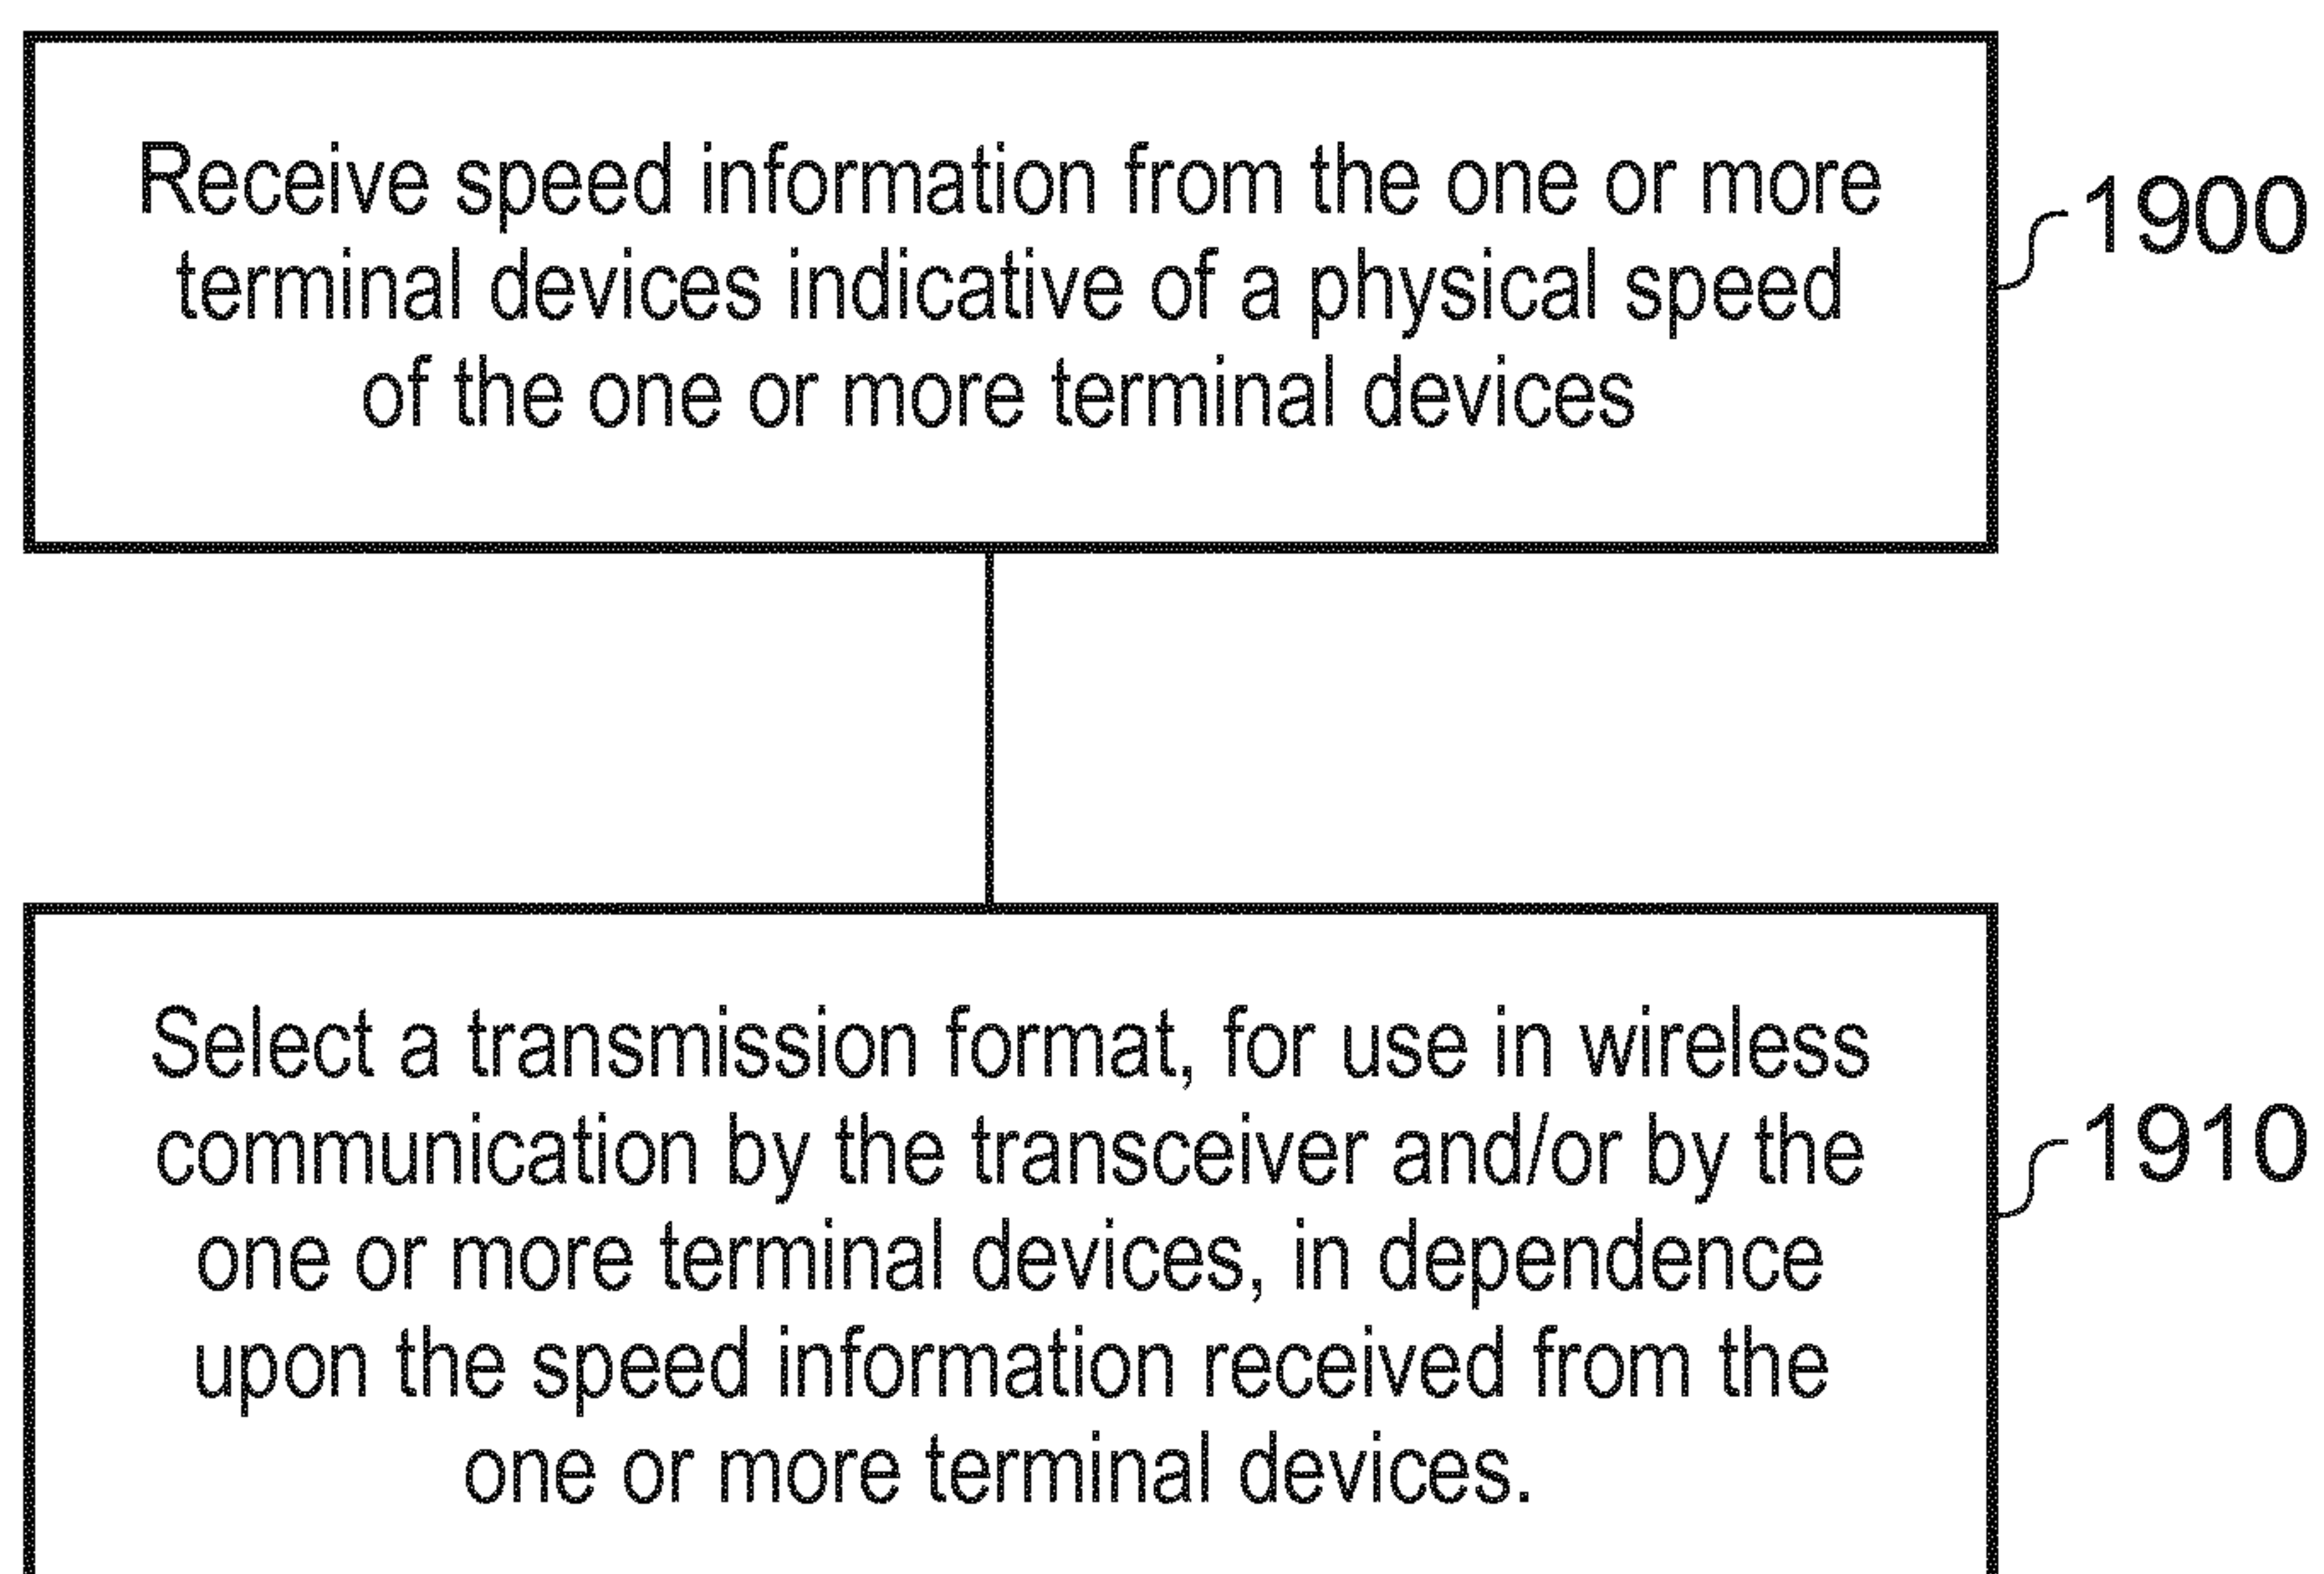 Receive speed information from the one or more
terminal devices indicative of a physical speed
of the one or more terminal devices
1900
Select a transmission format, for use in wireless
communication by the transceiver and/or by the
one or more terminal devices, in dependence
upon the speed information received from the
one or more terminal devices.
1910